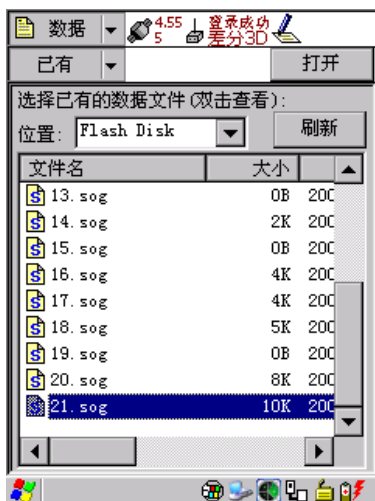 数据 4.55 登录成功
5 差分3D
已有 打开
选择已有的数据文件(双击查看):
位置: Flash Disk 刷新
文件名 大小
13.sog 0B 200
14.sog 2K 200
15.sog 0B 200
16.sog 4K 200
17.sog 4K 200
18.sog 5K 200
19.sog 0B 200
20.sog 8K 200
21.sog 10K 200